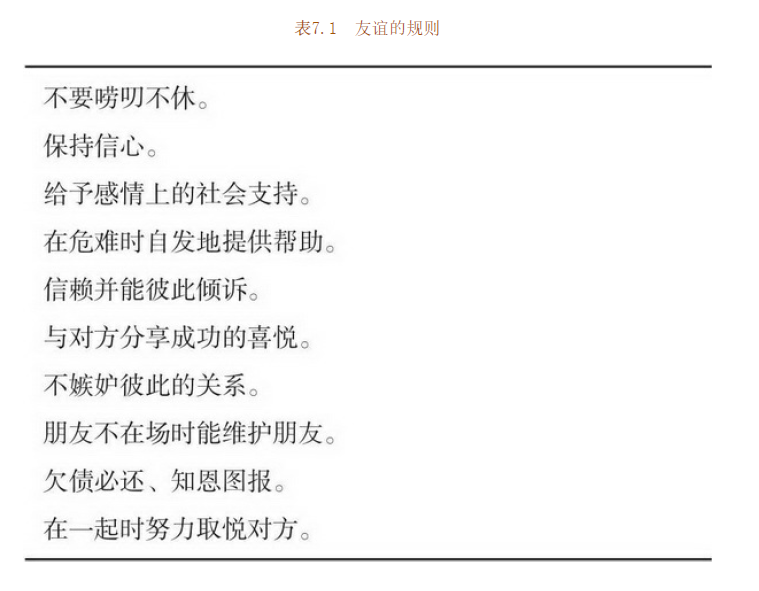 表7.1 友谊的规则
不要唠叨不休。
保持信心。
给予感情上的社会支持。
在危难时自发地提供帮助。
信赖并能彼此倾诉。
与对方分享成功的喜悦。
不嫉妒彼此的关系。
朋友不在场时能维护朋友。
欠债必还、知恩图报。
在一起时努力取悦对方。